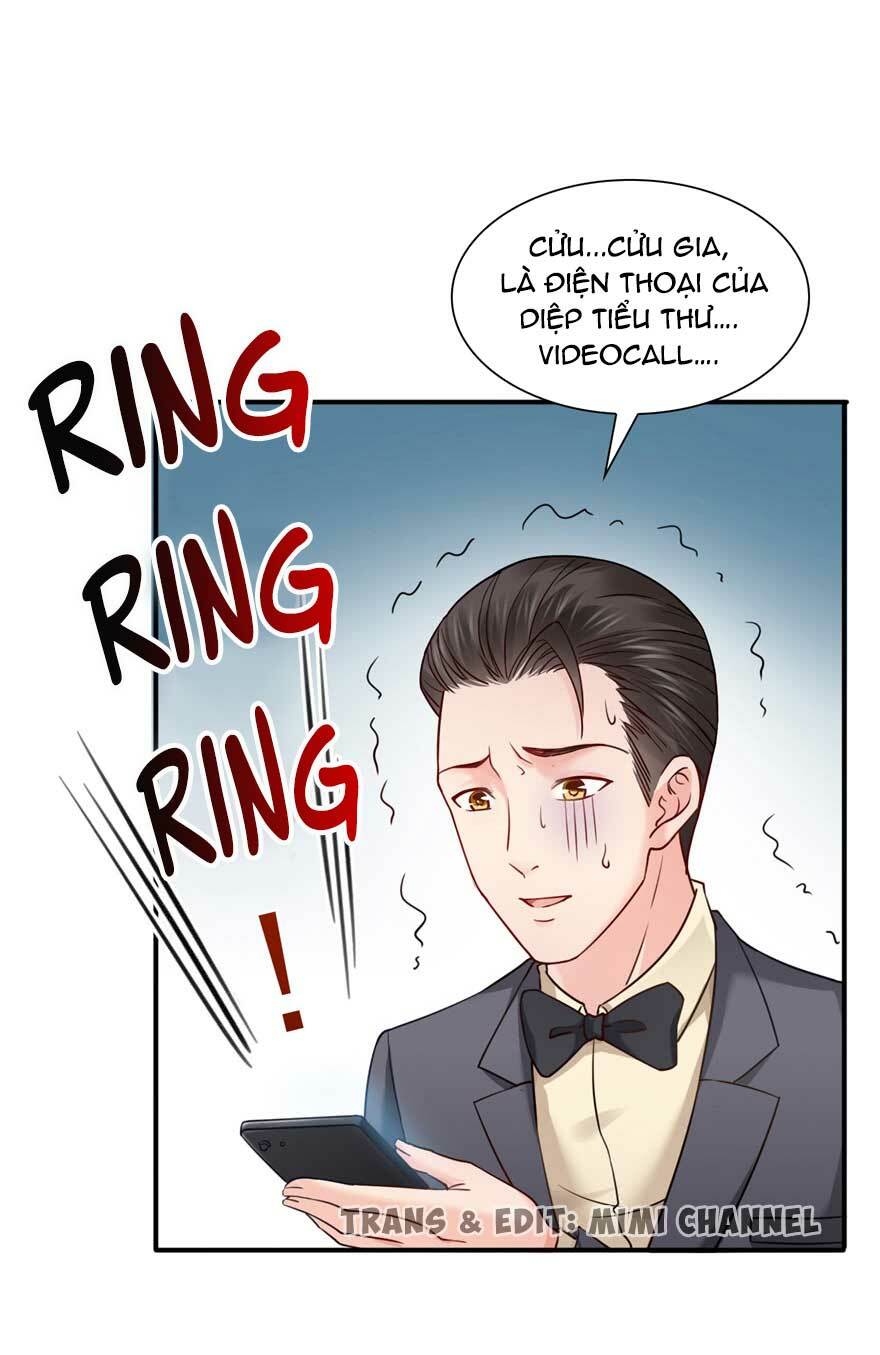 CỬU...CỬU GIA,
LÀ ĐIỆN THOẠI CỦA
DIỆP TIỂU THƯ....
VIDEOCALL....
RING
RING
RING
!
TRANS & EDIT: MIMI CHANNEL